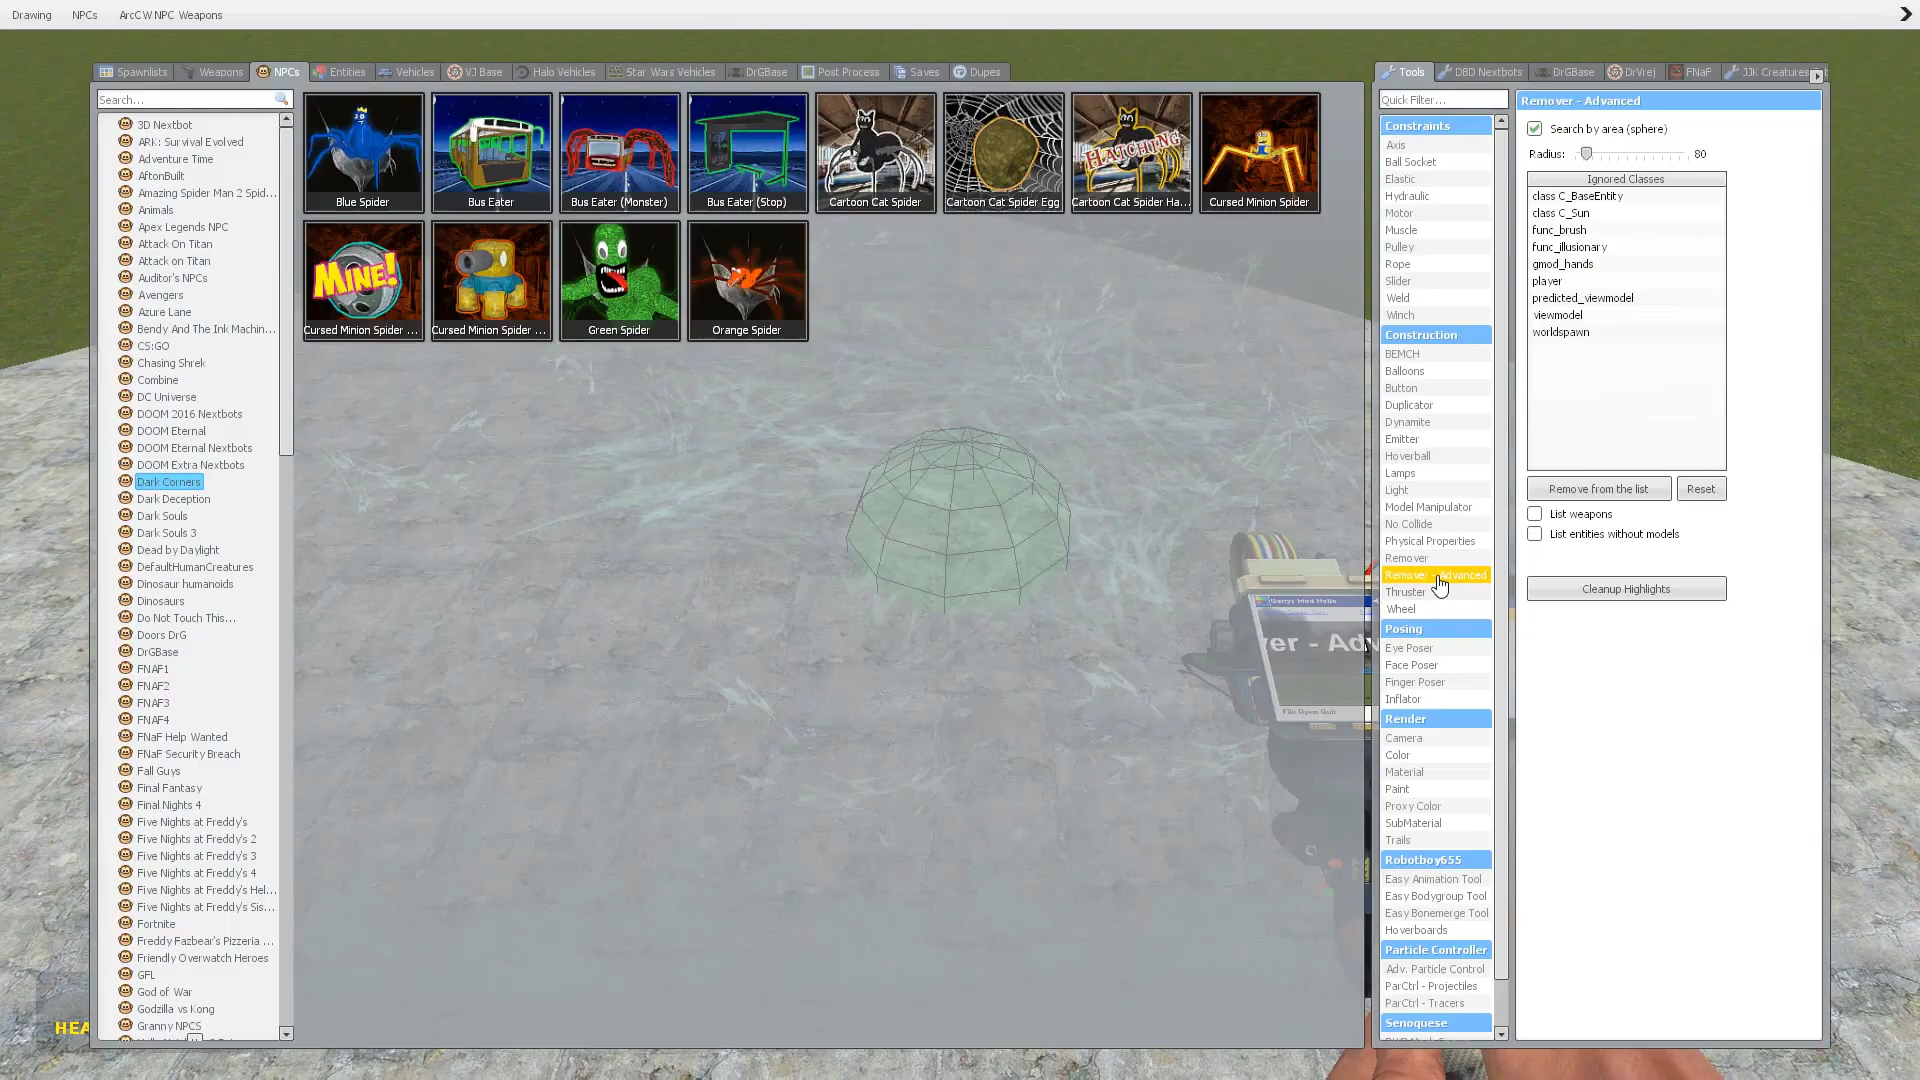 Drawing NPCs ArcCW NPC Weapons
Spawnlists Weapons NPCs Entities Vehicles VJ Base Halo Vehicles Star Wars Vehicles DrGBase Post Process Saves Dupes
Search...
3D Nextbot
ARK: Survival Evolved
Adventure Time
AftonBuilt
Amazing Spider Man 2 Spid...
Animals
Apex Legends NPC
Attack On Titan
Attack on Titan
Auditor's NPCs
Avengers
Azure Lane
Bendy And The Ink Machin...
CS:GO
Chasing Shrek
Combine
DC Universe
DOOM 2016 Nextbots
DOOM Eternal
DOOM Eternal Nextbots
DOOM Extra Nextbots
Dark Corners
Dark Deception
Dark Souls
Dark Souls 3
Dead by Daylight
DefaultHumanCreatures
Dinosaur humanoids
Dinosaurs
Do Not Touch This...
Doors DrG
DrGBase
FNAF1
FNAF2
FNAF3
FNAF4
FNaF Help Wanted
FNaF Security Breach
Fall Guys
Final Fantasy
Final Nights 4
Five Nights at Freddy's
Five Nights at Freddy's 2
Five Nights at Freddy's 3
Five Nights at Freddy's 4
Five Nights at Freddy's Hel...
Five Nights at Freddy's Sis...
Fortnite
Freddy Fazbear's Pizzeria ...
Friendly Overwatch Heroes
GFL
God of War
Godzilla vs Kong
Granny NPCS
HEA
Blue Spider
Bus Eater
Bus Eater (Monster)
Bus Eater (Stop)
Cartoon Cat Spider
Cartoon Cat Spider Egg
HATCHING
Cartoon Cat Spider Ha...
Cursed Minion Spider
MINE!
Cursed Minion Spider ...
Cursed Minion Spider ...
Green Spider
Orange Spider
er - Adv
File Open Quit
Tools DBD Nextbots DrGBase DrVrej FNaF JJK Creatures
Quick Filter...
Constraints
Axis
Ball Socket
Elastic
Hydraulic
Motor
Muscle
Pulley
Rope
Slider
Weld
Winch
Construction
BEMCH
Balloons
Button
Duplicator
Dynamite
Emitter
Hoverball
Lamps
Light
Model Manipulator
No Collide
Physical Properties
Remover
Remover - Advanced
Thruster
Wheel
Posing
Eye Poser
Face Poser
Finger Poser
Inflator
Render
Camera
Color
Material
Paint
Proxy Color
SubMaterial
Trails
Robotboy655
Easy Animation Tool
Easy Bodygroup Tool
Easy Bonemerge Tool
Hoverboards
Particle Controller
Adv. Particle Control
ParCtrl - Projectiles
ParCtrl - Tracers
Senoquese
Remover - Advanced
Search by area (sphere)
Radius: 80
Ignored Classes
class C_BaseEntity
class C_Sun
func_brush
func_illusionary
gmod_hands
player
predicted_viewmodel
viewmodel
worldspawn
Remove from the list Reset
List weapons
List entities without models
Cleanup Highlights